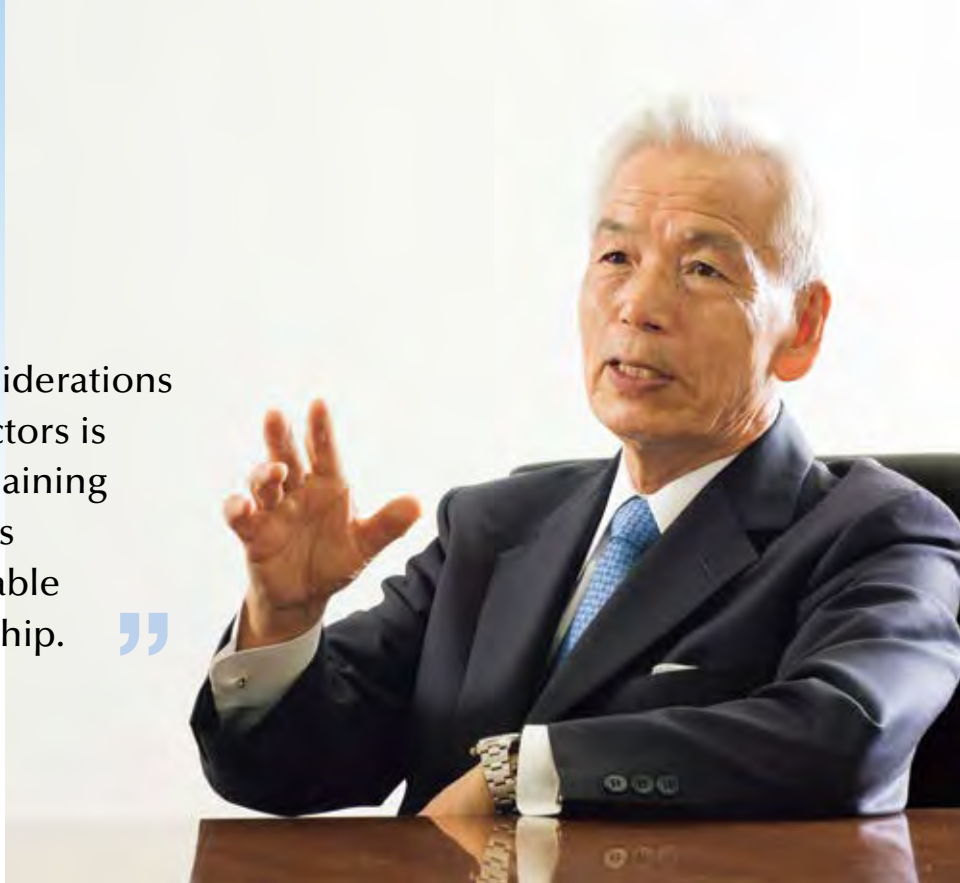 iderations
ctors is
aining
s
able
hip. ”